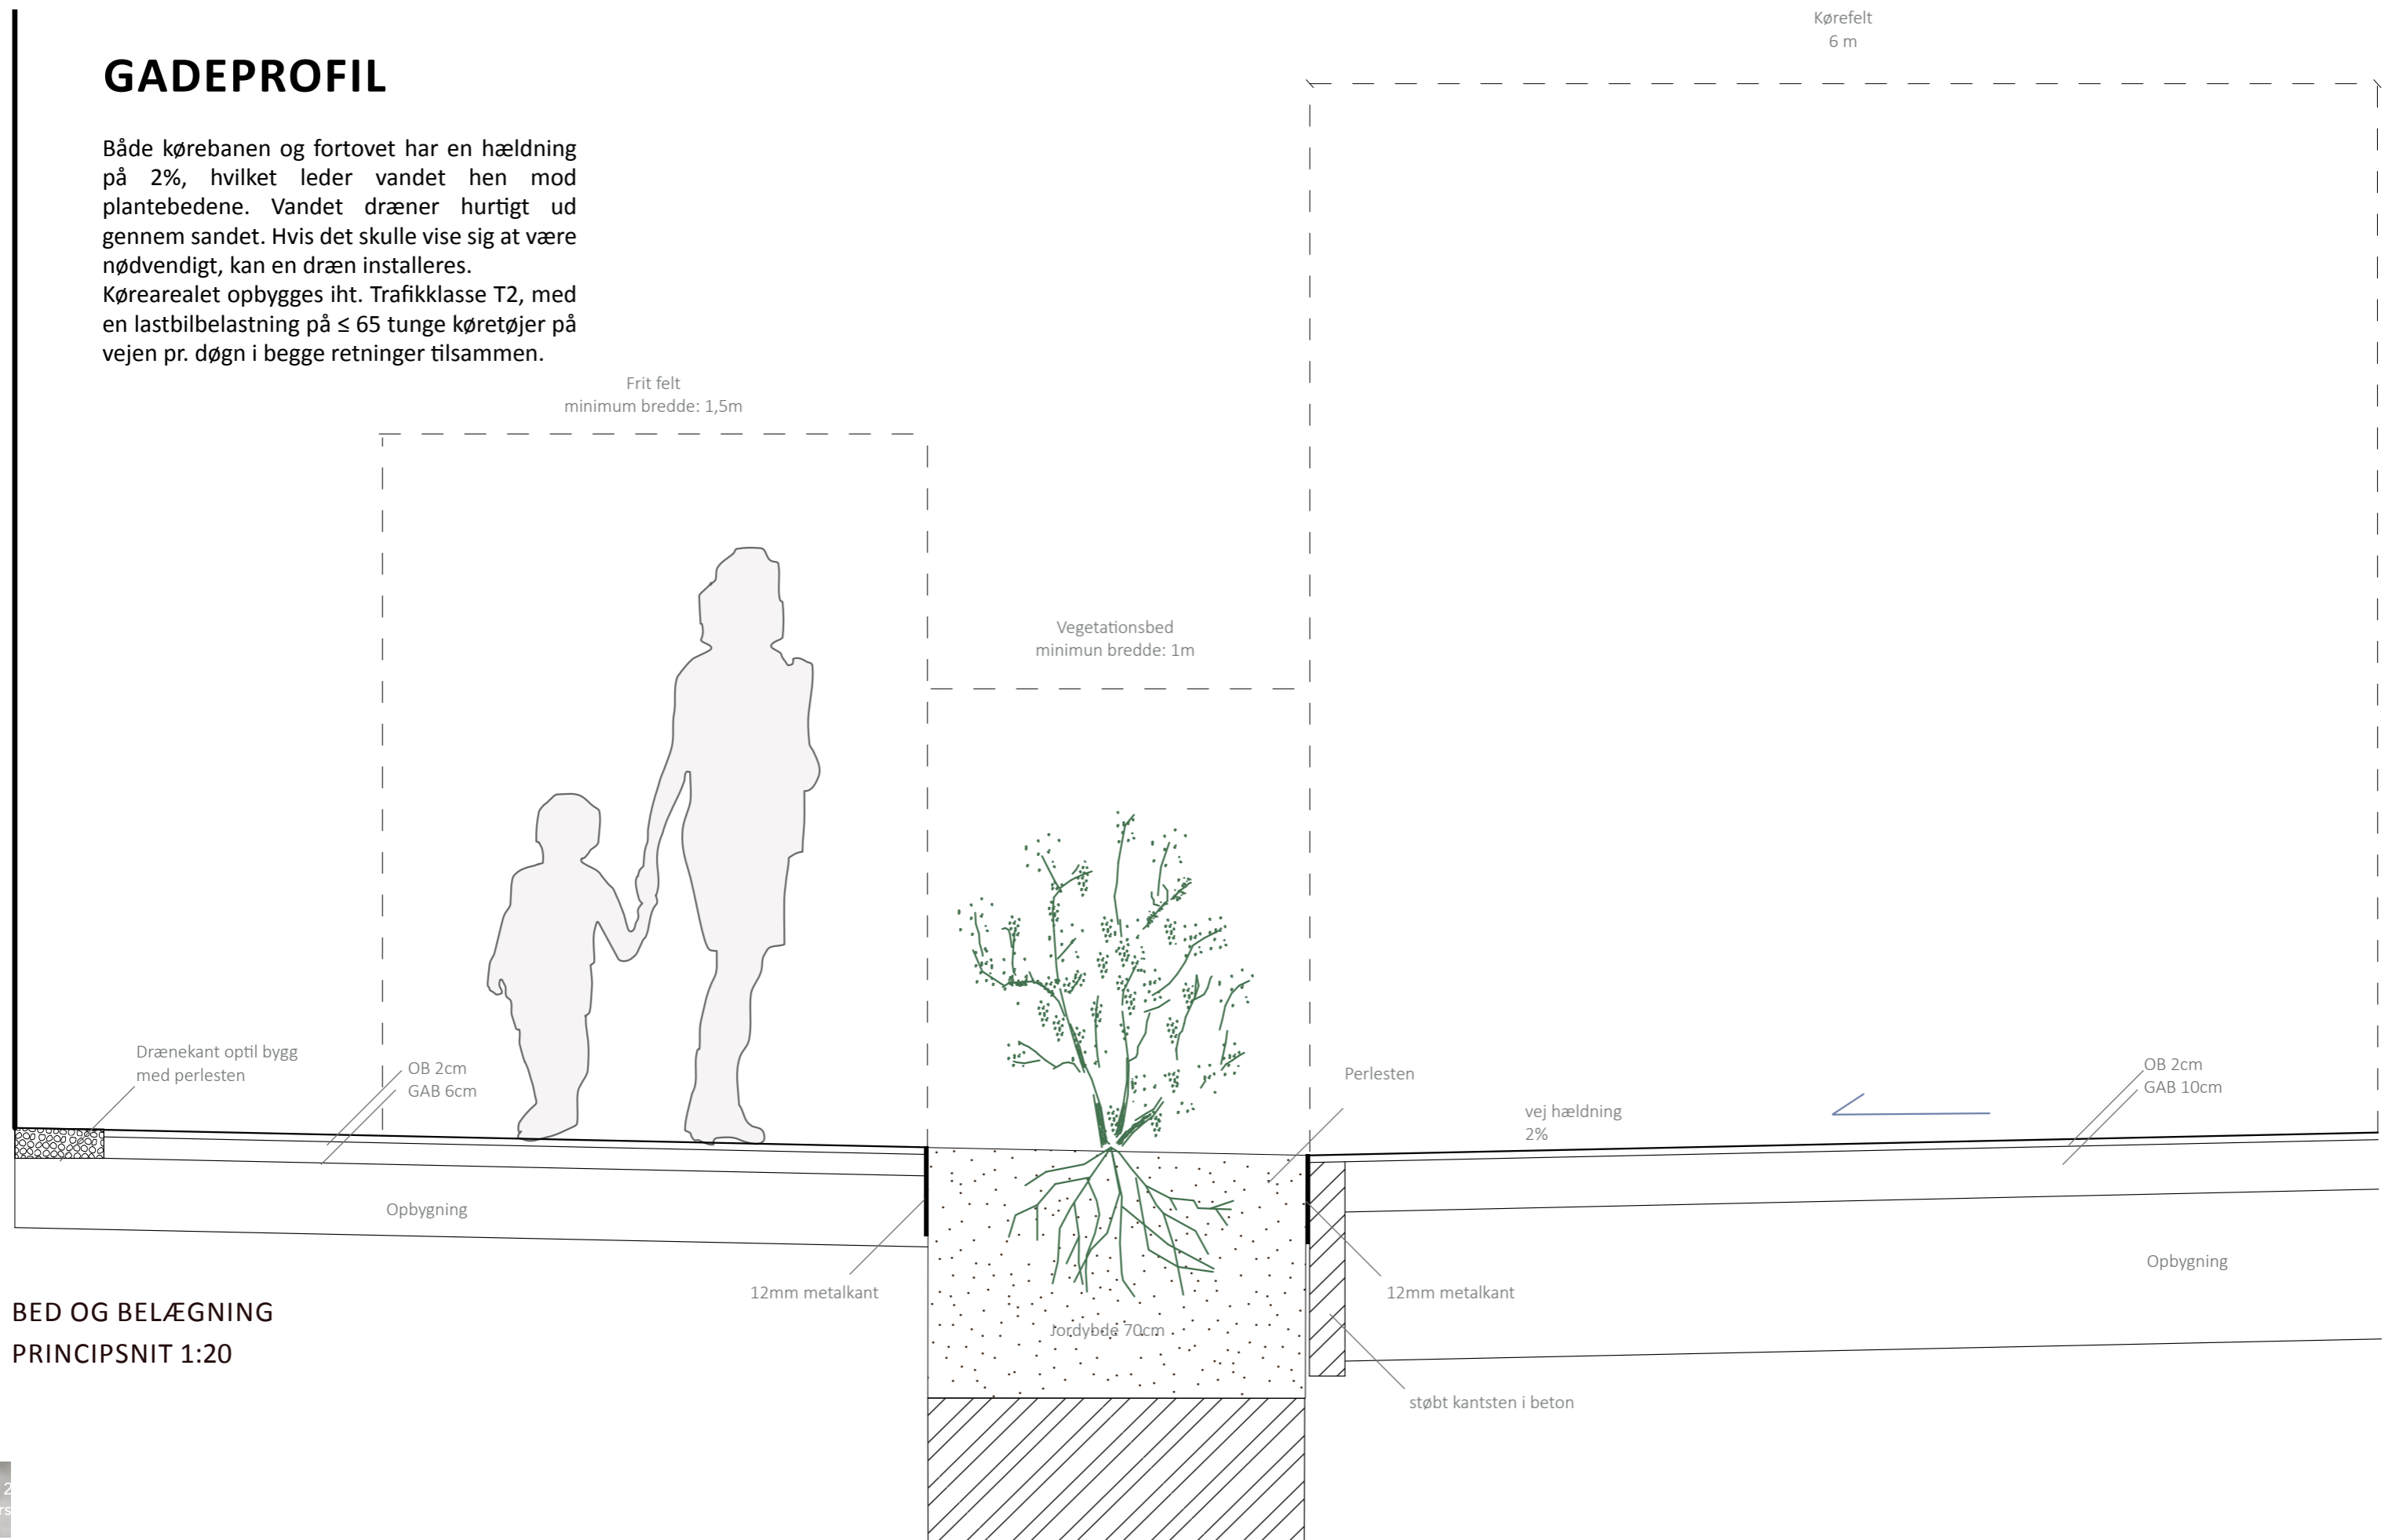 Kørefelt
6 m
GADEPROFIL
Både kørebanen og fortovet har en hældning
på 2%, hvilket leder vandet hen mod
plantebedene. Vandet dræner hurtigt ud
gennem sandet. Hvis det skulle vise sig at være
nødvendigt, kan en dræn installeres.
Kørearealet opbygges iht. Trafikklasse T2, med
en lastbilbelastning på ≤ 65 tunge køretøjer på
vejen pr. døgn i begge retninger tilsammen.
Frit felt
minimum bredde: 1,5m
Vegetationsbed
minimun bredde: 1m
Drænekant optil bygg
med perlesten
OB 2cm
GAB 6cm
Perlesten
vej hældning
2%
OB 2cm
GAB 10cm
Opbygning
Opbygning
12mm metalkant
12mm metalkant
Jordybde 70cm
støbt kantsten i beton
BED OG BELÆGNING
PRINCIPSNIT 1:20